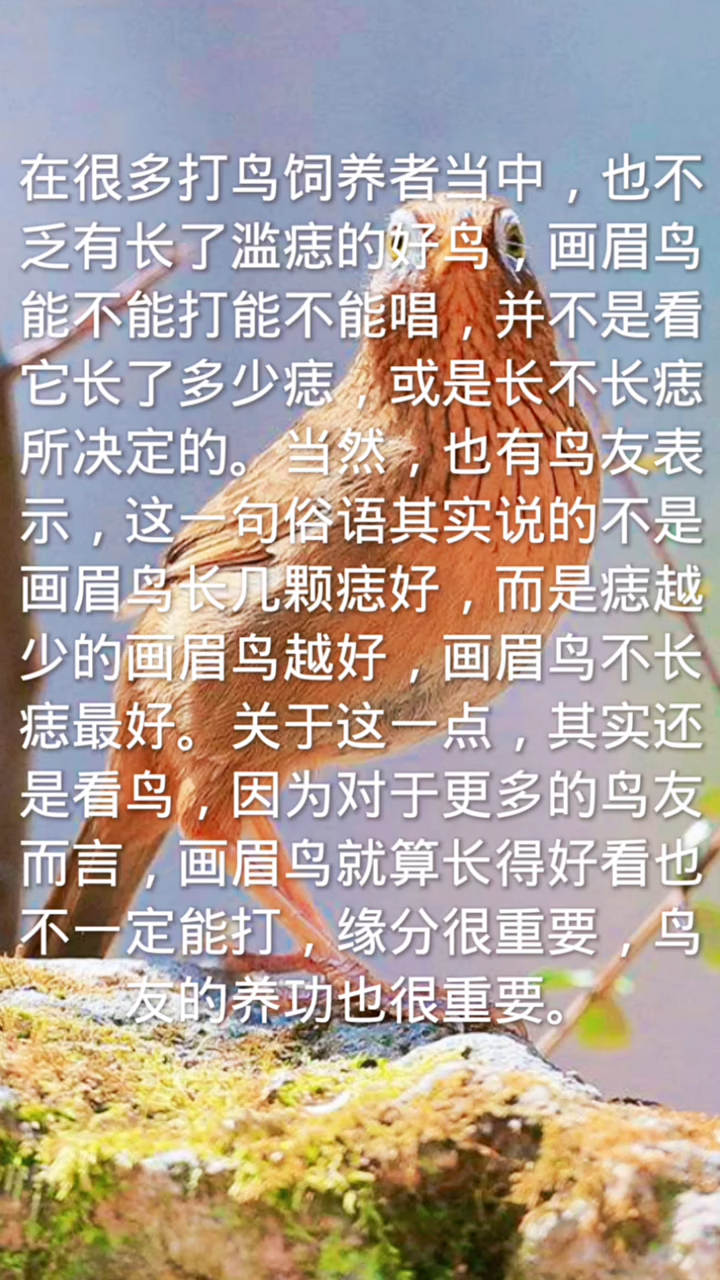 在很多打鸟饲养者当中，也不
乏有长了滥痣的好鸟，画眉鸟
能不能打能不能唱，并不是看
它长了多少痣，或是长不长痣
所决定的。当然，也有鸟友表
示，这一句俗语其实说的不是
画眉鸟长几颗痣好，而是痣越
少的画眉鸟越好，画眉鸟不长
痣最好。关于这一点，其实还
是看鸟，因为对于更多的鸟友
而言，画眉鸟就算长得好看也
不一定能打，缘分很重要，鸟
友的养功也很重要。